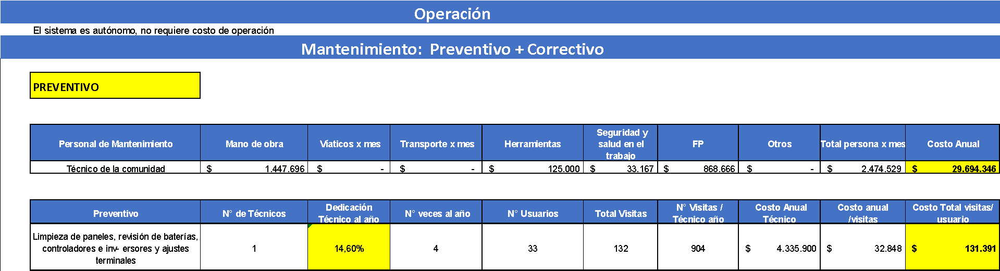 Operación
El sistema es autónomo, no requiere costo de operación
Mantenimiento: Preventivo + Correctivo
PREVENTIVO
Personal de Mantenimiento Mano de obra Víaticos x mes Transporte x mes Herramientas Seguridad y salud en el trabajo FP Otros Total persona x mes Costo Anual
Técnico de la comunidad $ 1.447.696 $ - $ - $ 125.000 $ 33.167 $ 868.666 $ - $ 2.474.529 $ 29.694.346
Preventivo N° de Técnicos Dedicación Técnico al año N° veces al año N° Usuarios Total Visitas N° Visitas / Técnico año Costo Anual Técnico Costo anual /visitas Costo Total visitas/ usuario
Limpieza de paneles, revisión de baterías,
controladores e inv- ersores y ajustes
terminales
1 14,60% 4 33 132 904 $ 4.335.900 $ 32.848 $ 131.391